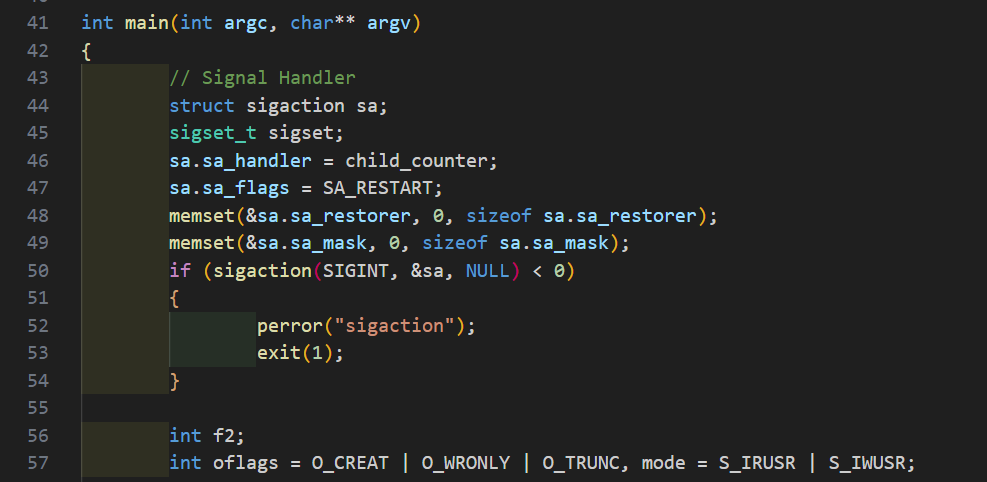 41 int main(int argc, char** argv)
42 {
43 // Signal Handler
44 struct sigaction sa;
45 sigset_t sigset;
46 sa.sa_handler = child_counter;
47 sa.sa_flags = SA_RESTART;
48 memset(&sa.sa_restorer, 0, sizeof sa.sa_restorer);
49 memset(&sa.sa_mask, 0, sizeof sa.sa_mask);
50 if (sigaction(SIGINT, &sa, NULL) < 0)
51 {
52 perror("sigaction");
53 exit(1);
54 }
55
56 int f2;
57 int oflags = O_CREAT | O_WRONLY | O_TRUNC, mode = S_IRUSR | S_IWUSR;